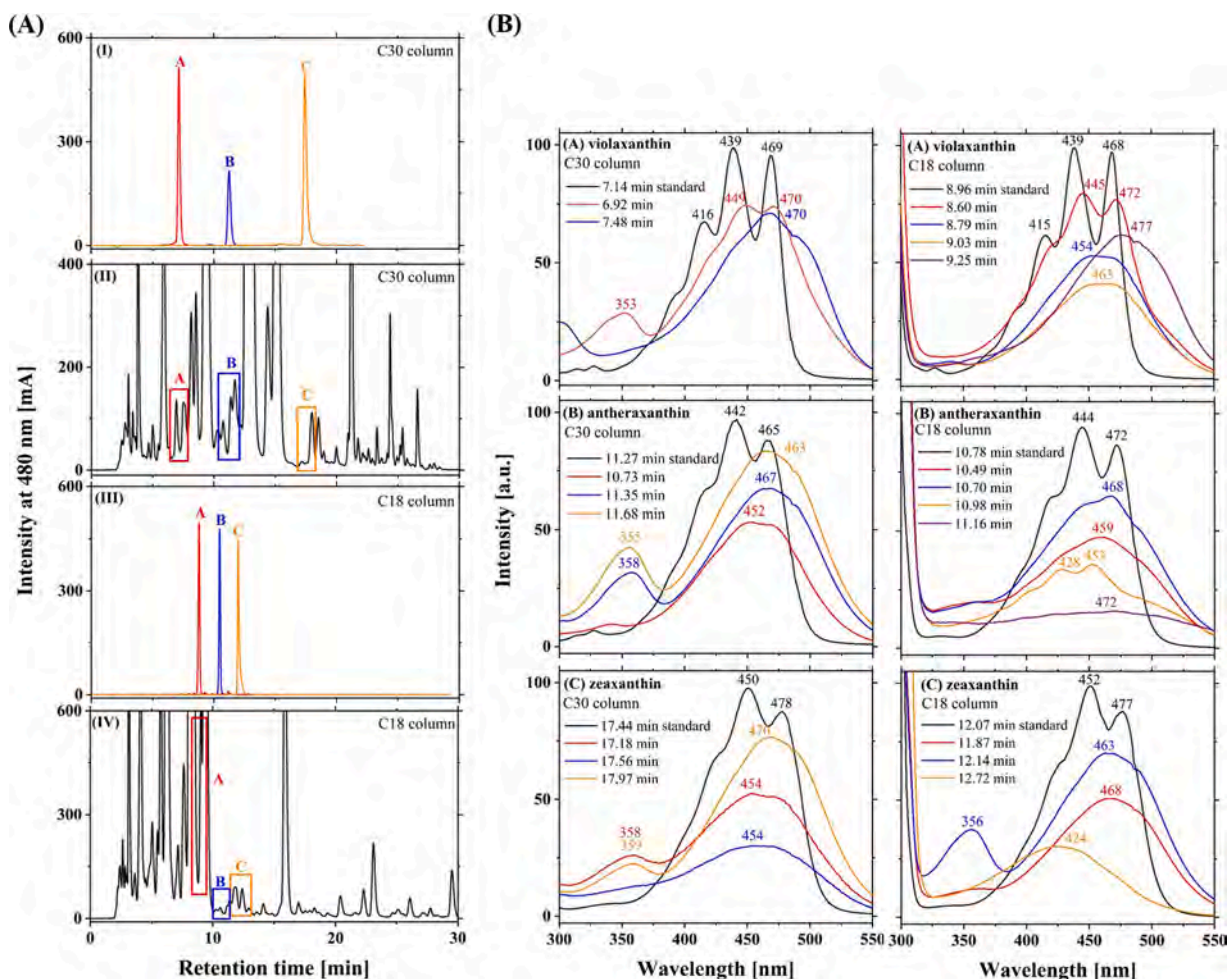 (A)
(I)
C30 column
600
300
0
A
B
C
(II)
C30 column
400
200
0
A
B
C
(III)
C18 column
600
300
0
A
B
C
(IV)
C18 column
600
300
0
A
B
C
0 10 20 30
Retention time [min]
Intensity at 480 nm [mA]
(B)
(A) violaxanthin
C30 column
7.14 min standard
6.92 min
7.48 min
100
50
0
439
469
416
449
470
470
353
(A) violaxanthin
C18 column
8.96 min standard
8.60 min
8.79 min
9.03 min
9.25 min
439
468
445
472
415
477
454
463
(B) antheraxanthin
C30 column
11.27 min standard
10.73 min
11.35 min
11.68 min
100
50
0
442
465
463
467
452
355
358
(B) antheraxanthin
C18 column
10.78 min standard
10.49 min
10.70 min
10.98 min
11.16 min
444
472
468
459
428
453
472
(C) zeaxanthin
C30 column
17.44 min standard
17.18 min
17.56 min
17.97 min
100
50
0
450
478
470
454
454
358
359
(C) zeaxanthin
C18 column
12.07 min standard
11.87 min
12.14 min
12.72 min
452
477
463
468
356
424
300 350 400 450 500 550
300 350 400 450 500 550
Wavelength [nm]
Wavelength [nm]
Intensity [a.u.]